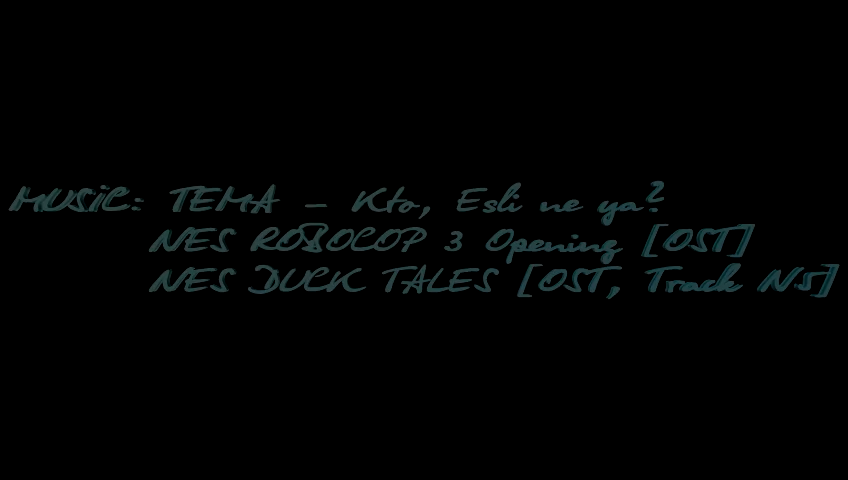 MUSIC: TEMA - Kto, Esli ne ya?
NES ROBOCOP 3 Opening [OST]
NES DUCK TALES [OST, Track N5]